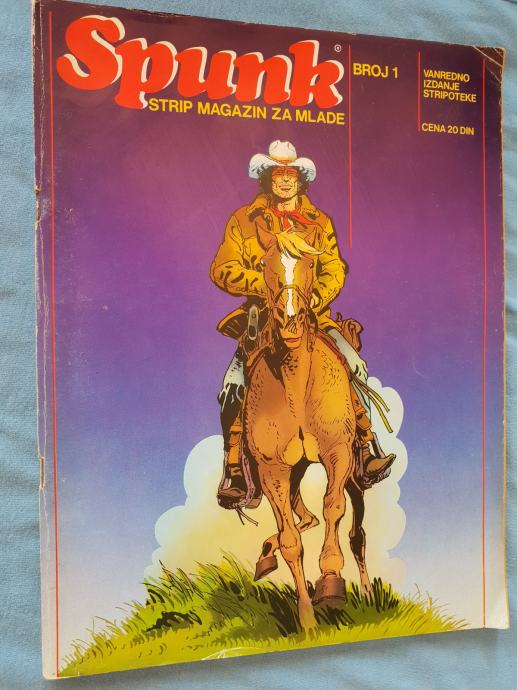 Spunk®
STRIP MAGAZIN ZA MLADE
BROJ 1
VANREDNO
IZDANJE
STRIPOTEKE
CENA 20 DIN